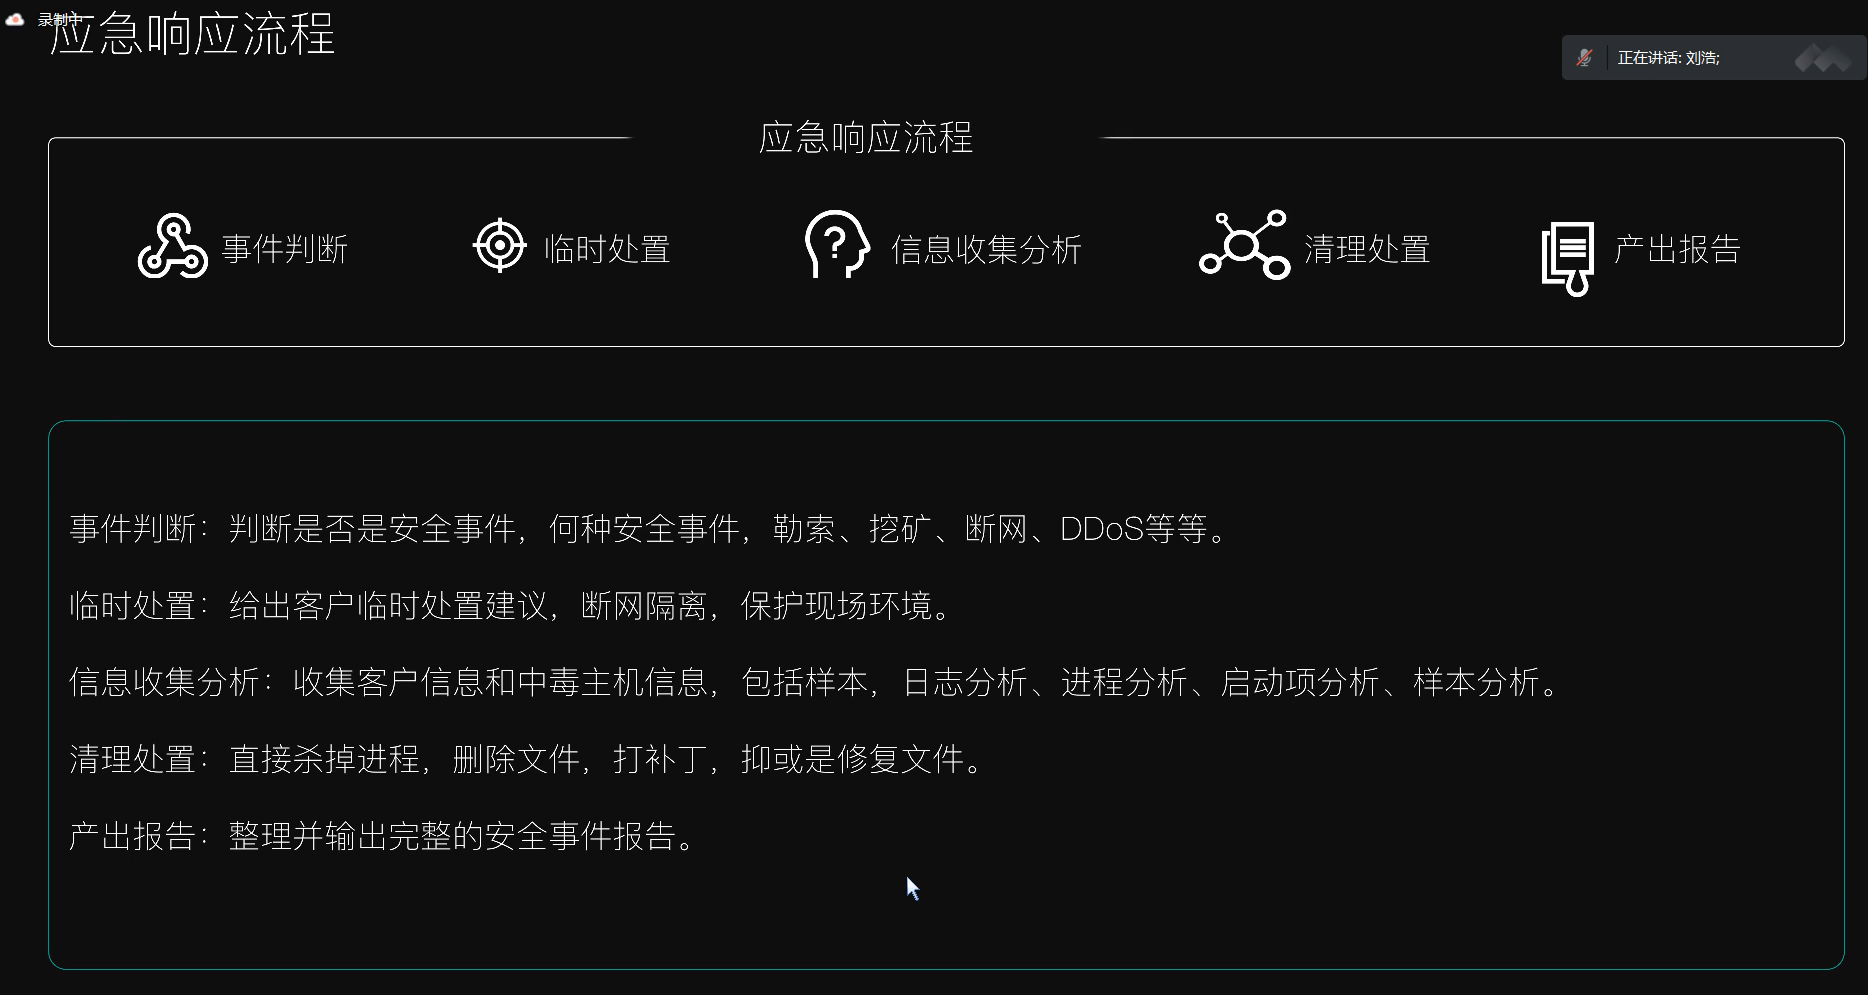 录制中
应急响应流程
正在讲话: 刘浩;
应急响应流程
事件判断
临时处置
信息收集分析
清理处置
产出报告
事件判断：判断是否是安全事件，何种安全事件，勒索、挖矿、断网、DDoS等等。
临时处置：给出客户临时处置建议，断网隔离，保护现场环境。
信息收集分析：收集客户信息和中毒主机信息，包括样本，日志分析、进程分析、启动项分析、样本分析。
清理处置：直接杀掉进程，删除文件，打补丁，抑或是修复文件。
产出报告：整理并输出完整的安全事件报告。